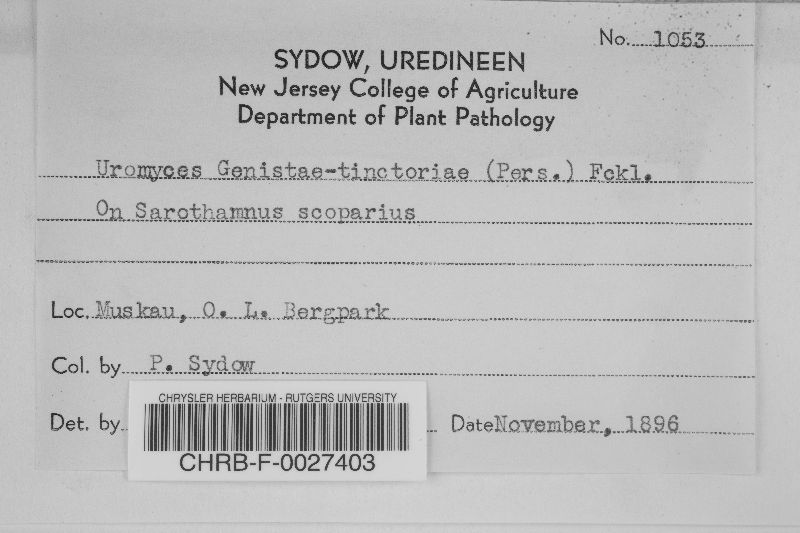 No. 1053
SYDOW, UREDINEEN
New Jersey College of Agriculture
Department of Plant Pathology
Uromyces Genistae-tinctoriae (Pers.) Fckl.
On Sarothamnus scoparius
Loc. Muskau, O. L. Bergpark
Col. by P. Sydow
Det. by Date November, 1896
CHRYSLER HERBARIUM - RUTGERS UNIVERSITY
CHRB-F-0027403